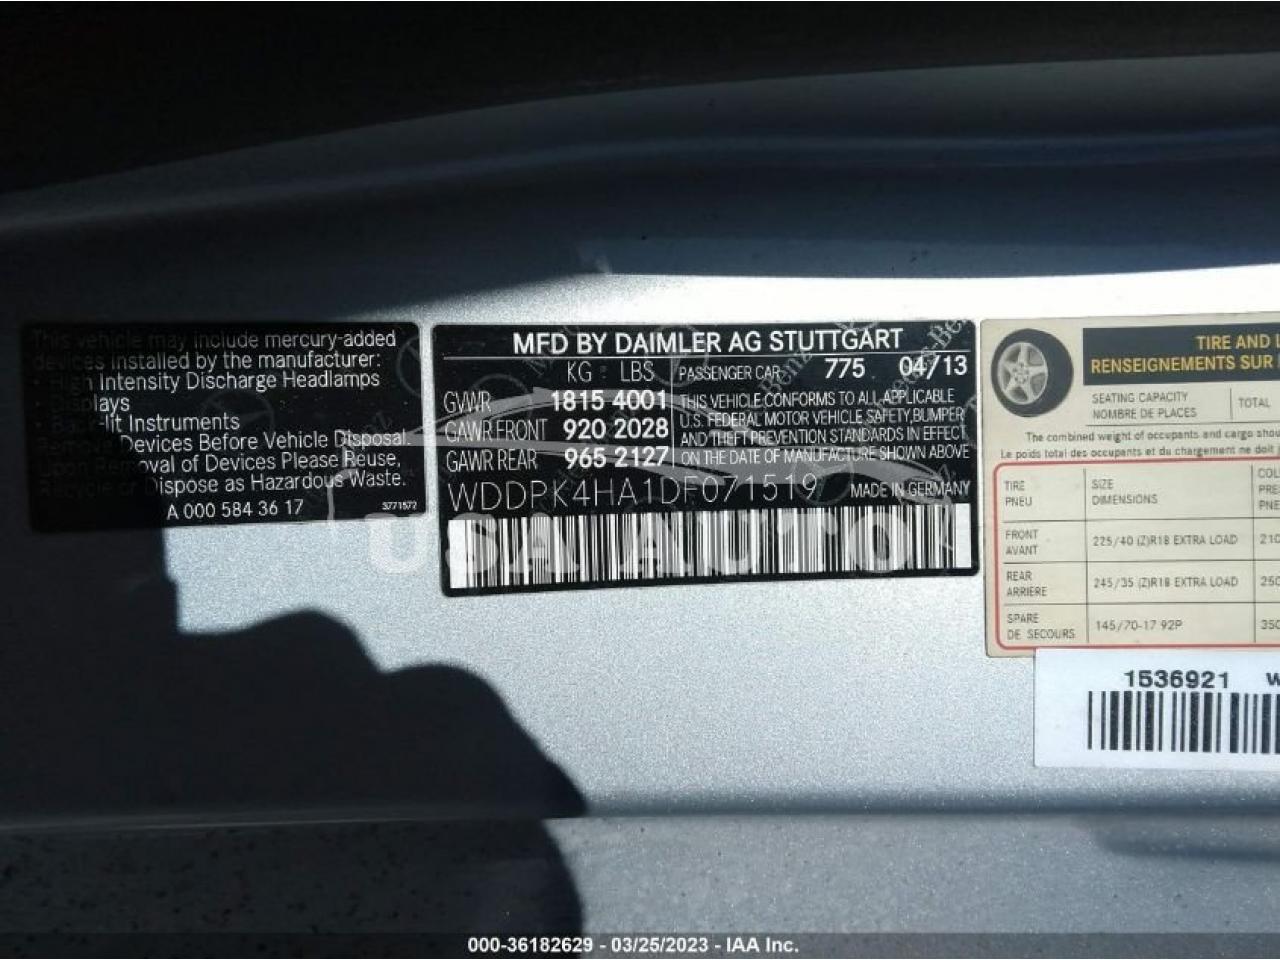 This vehicle may include mercury-added
devices installed by the manufacturer:
• High Intensity Discharge Headlamps
• Displays
• Backlit Instruments
Remove Devices Before Vehicle Disposal.
Upon Removal of Devices Please Reuse,
Recycle or Dispose as Hazardous Waste.
A 000 584 36 17
5771572
MFD BY DAIMLER AG STUTTGART
KG LBS PASSENGER CAR 775 04/13
GVWR 1815 4001
GAWR FRONT 920 2028
GAWR REAR 965 2127
THIS VEHICLE CONFORMS TO ALL APPLICABLE
U.S. FEDERAL MOTOR VEHICLE SAFETY, BUMPER
AND THEFT PREVENTION STANDARDS IN EFFECT
ON THE DATE OF MANUFACTURE SHOWN ABOVE
WDDPK4HA1DF071519 MADE IN GERMANY
USA AUTO
TIRE AND
RENSEIGNEMENTS SUR
SEATING CAPACITY
NOMBRE DE PLACES
TOTAL
The combined weight of occupants and cargo
Le poids total des occupants et du chargement ne doit
TIRE
PNEU
SIZE
DIMENSIONS
FRONT
AVANT
225/40 (Z)R18 EXTRA LOAD
REAR
ARRIÈRE
245/35 (Z)R18 EXTRA LOAD
SPARE
DE SECOURS
145/70-17 92P
1536921
000-36182629 - 03/25/2023 - IAA Inc.